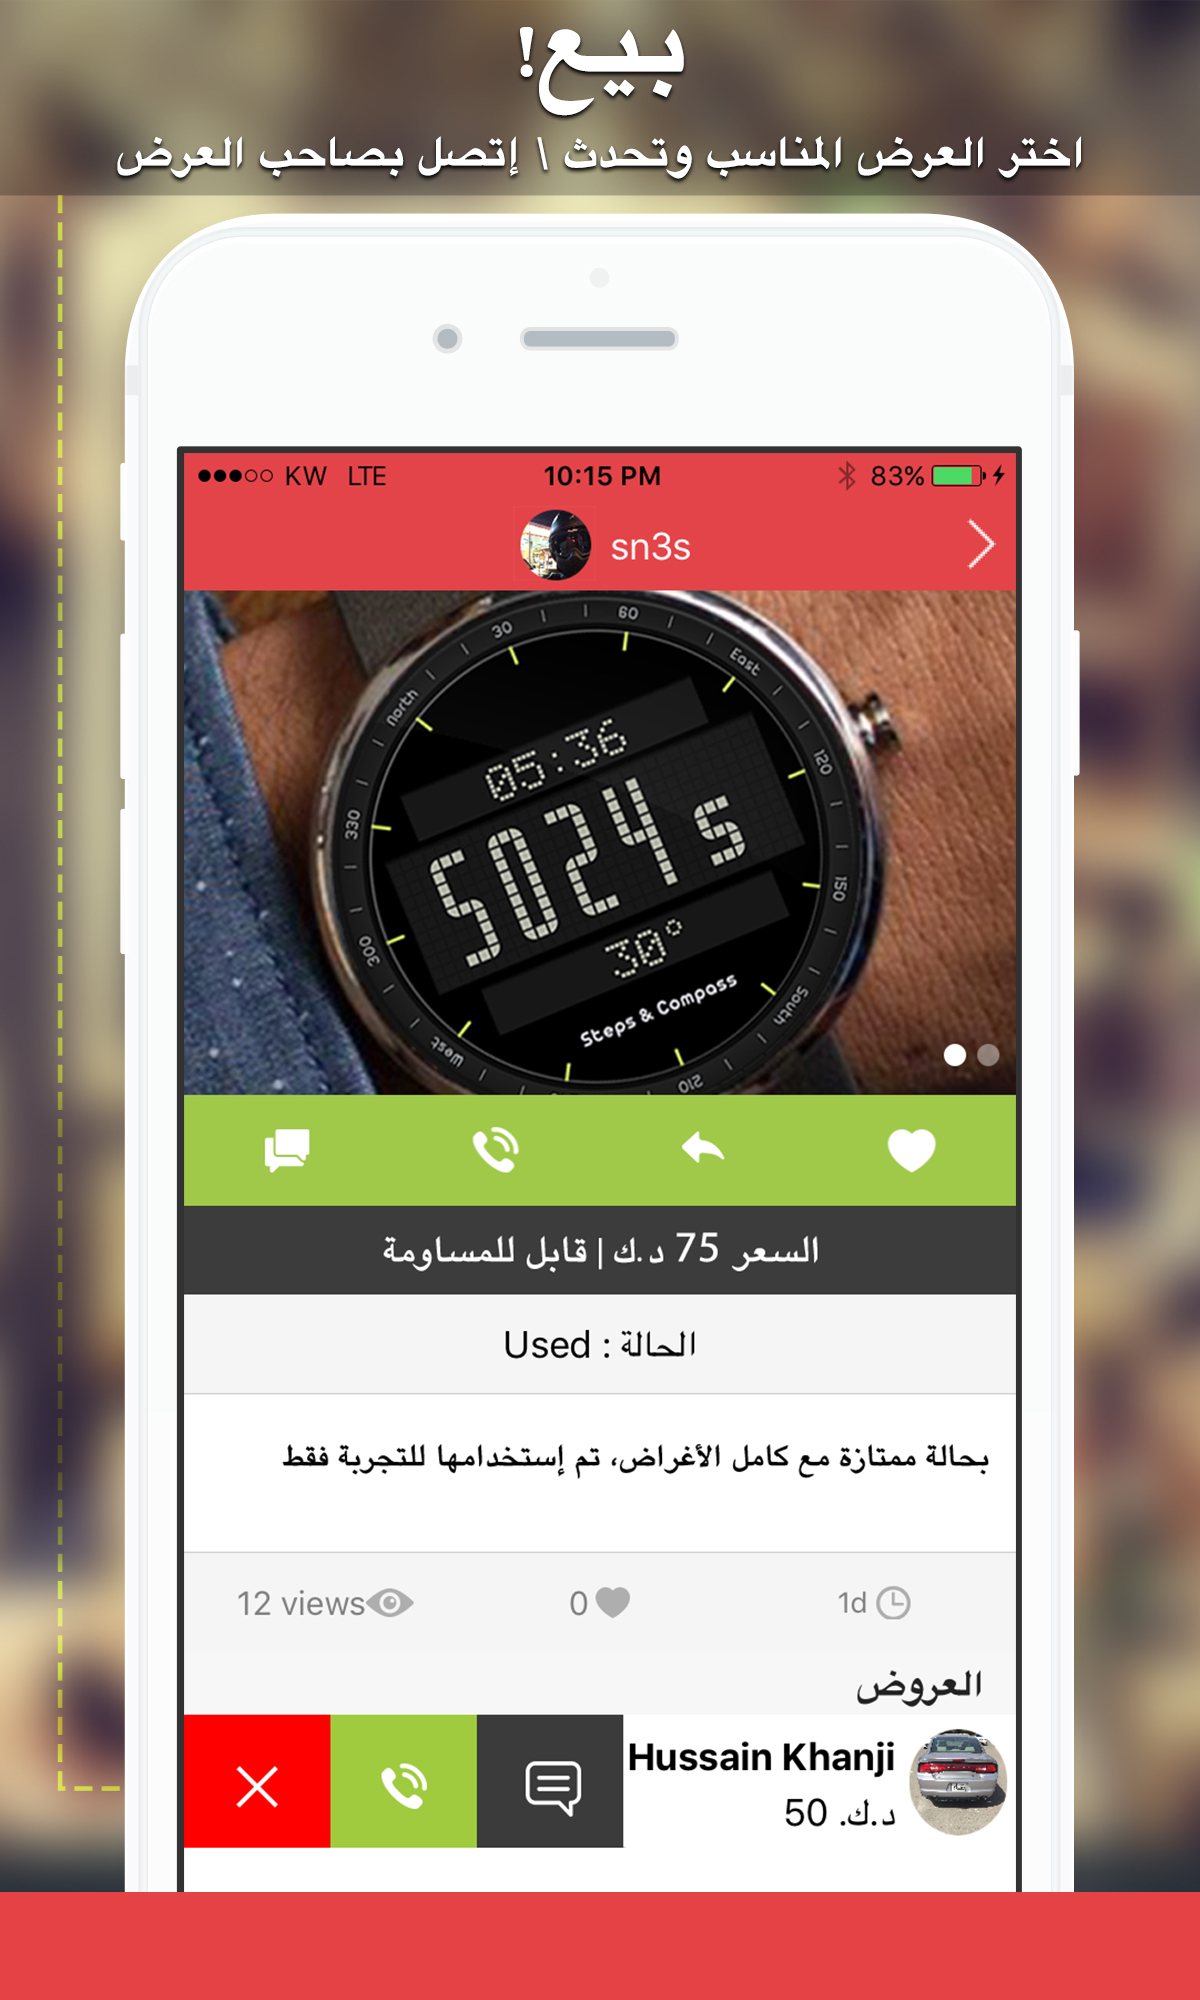 بيع!
اختر العرض المناسب وتحدث \ إتصل بصاحب العرض
KW LTE 10:15 PM 83%
sn3s
60
30
East
north
120
05:36
330
5024 s
150
300
30°
South
Steps & Compass
West
210
السعر 75 د.ك | قابل للمساومة
الحالة : Used
بحالة ممتازة مع كامل الأغراض، تم إستخدامها للتجربة فقط
1d 0 12 views
العروض
Hussain Khanji
د.ك. 50